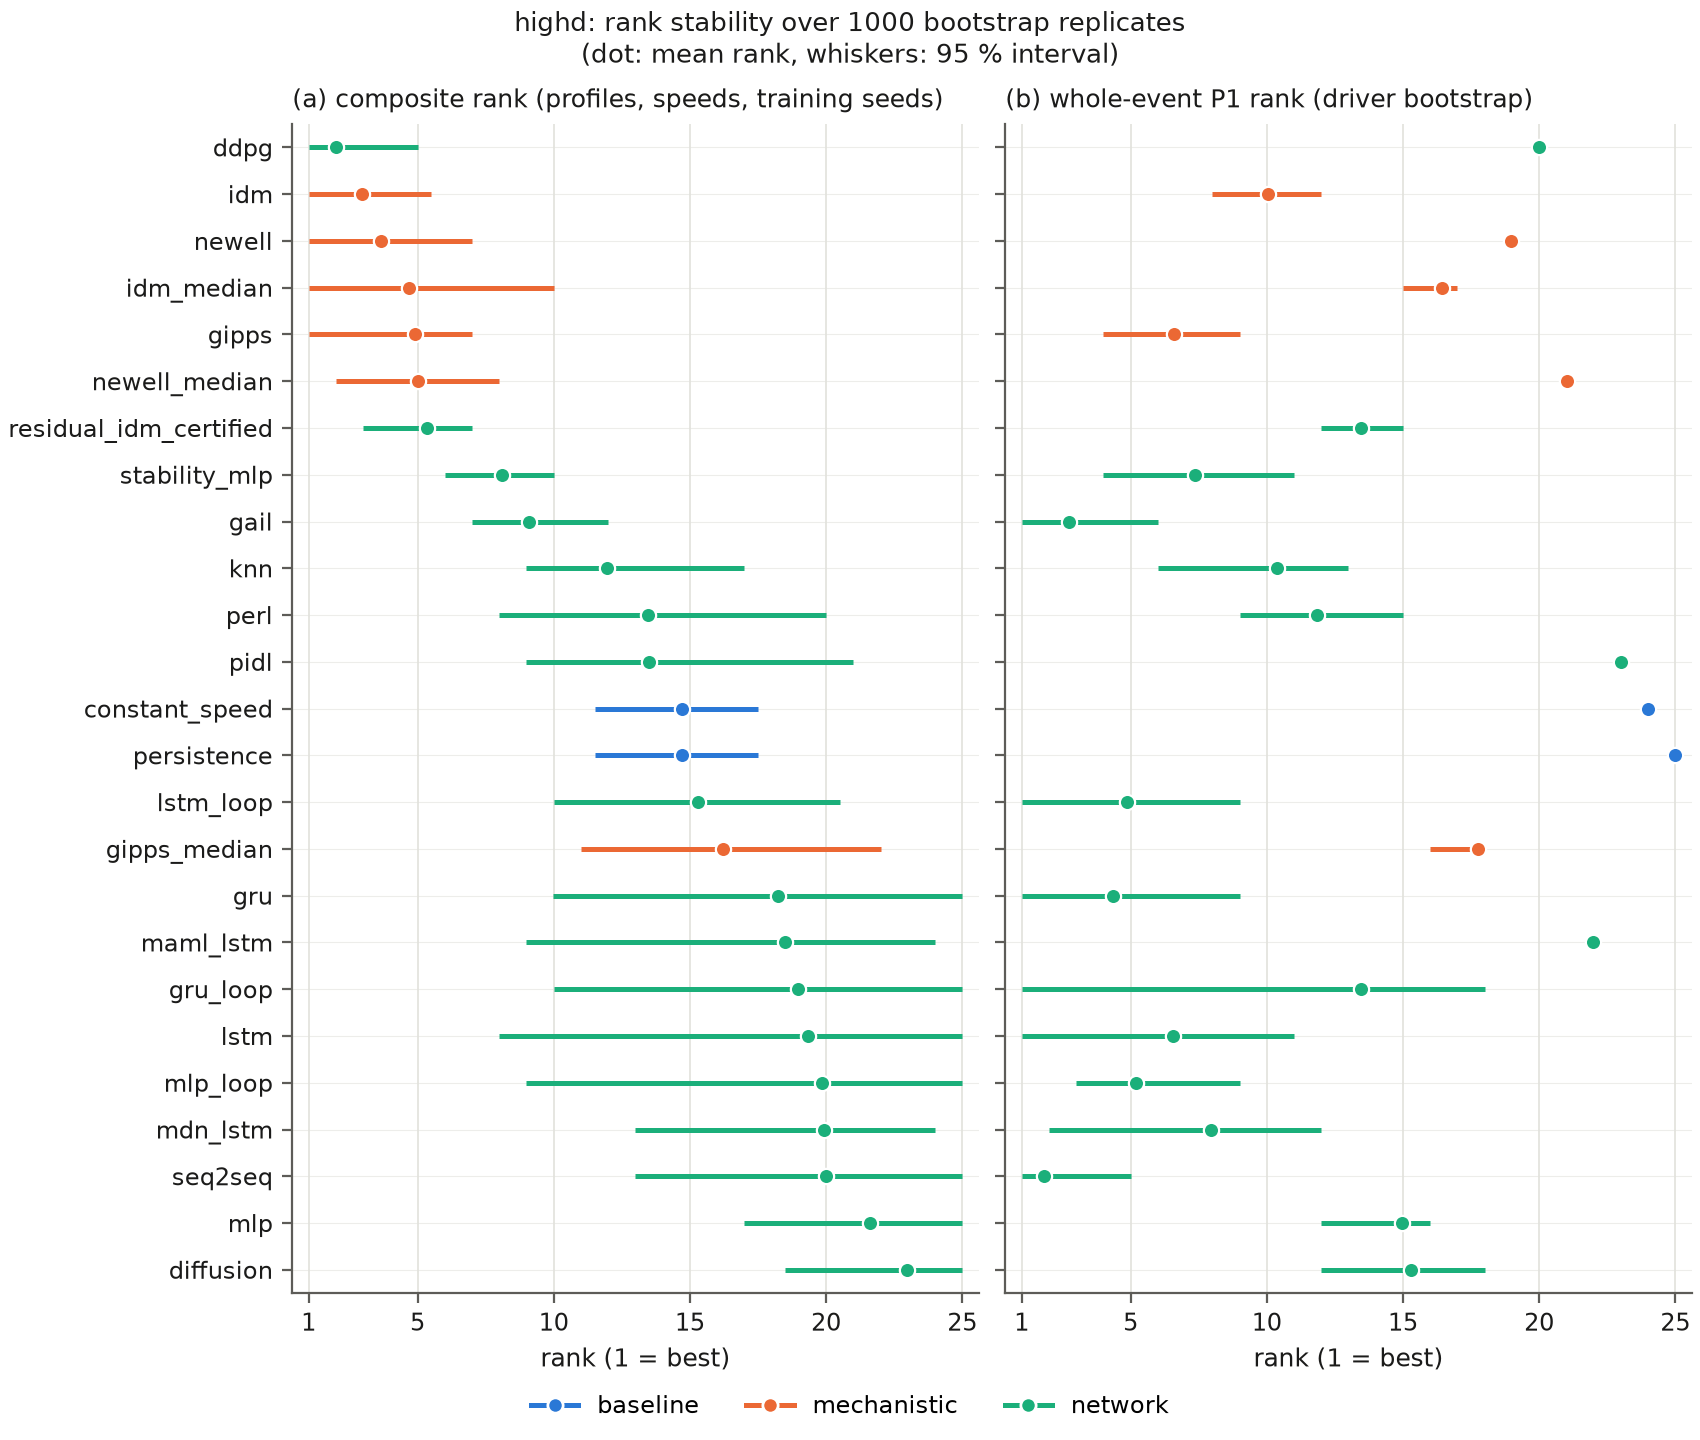 highd: rank stability over 1000 bootstrap replicates
(dot: mean rank, whiskers: 95 % interval)
(a) composite rank (profiles, speeds, training seeds)
(b) whole-event P1 rank (driver bootstrap)
ddpg
idm
newell
idm_median
gipps
newell_median
residual_idm_certified
stability_mlp
gail
knn
perl
pidl
constant_speed
persistence
lstm_loop
gipps_median
gru
maml_lstm
gru_loop
lstm
mlp_loop
mdn_lstm
seq2seq
mlp
diffusion
1 5 10 15 20 25
1 5 10 15 20 25
rank (1 = best)
rank (1 = best)
baseline mechanistic network